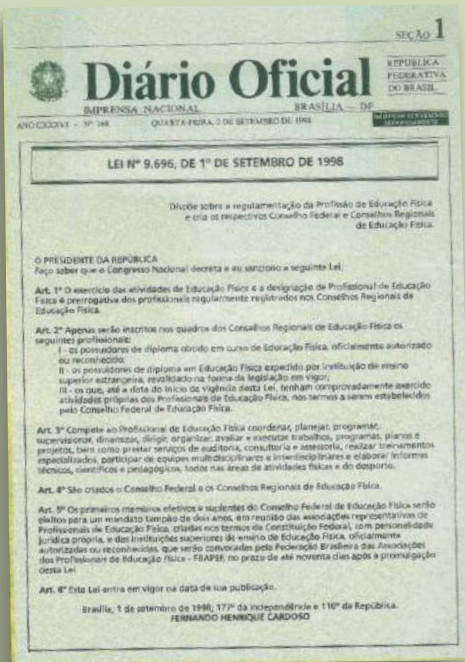 SEÇÃO 1
Diário Oficial
REPÚBLICA
FEDERATIVA
DO BRASIL
IMPRENSA NACIONAL BRASÍLIA — DF
ANO CXXXVI - Nº 168 QUARTA-FEIRA, 2 DE SETEMBRO DE 1998
LEI Nº 9.696, DE 1º DE SETEMBRO DE 1998
Dispõe sobre a regulamentação da Profissão de Educação Física
e cria os respectivos Conselho Federal e Conselhos Regionais
de Educação Física.
O PRESIDENTE DA REPÚBLICA
Faço saber que o Congresso Nacional decreta e eu sanciono a seguinte Lei:
Art. 1º O exercício das atividades de Educação Física e a designação de Profissional de Educação
Física é prerrogativa dos profissionais regularmente registrados nos Conselhos Regionais de
Educação Física.
Art. 2º Apenas serão inscritos nos quadros dos Conselhos Regionais de Educação Física os
seguintes profissionais:
I - os possuidores de diploma obtido em curso de Educação Física, oficialmente autorizado
ou reconhecido;
II - os possuidores de diploma em Educação Física expedido por instituição de ensino
superior estrangeira, revalidado na forma da legislação em vigor;
III - os que, até a data do início da vigência desta Lei, tenham comprovadamente exercido
atividades próprias dos Profissionais de Educação Física, nos termos a serem estabelecidos
pelo Conselho Federal de Educação Física.
Art. 3º Compete ao Profissional de Educação Física coordenar, planejar, programar,
supervisionar, dinamizar, dirigir, organizar, avaliar e executar trabalhos, programas, planos e
projetos, bem como prestar serviços de auditoria, consultoria e assessoria, realizar treinamentos
especializados, participar de equipes multidisciplinares e interdisciplinares e elaborar informes
técnicos, científicos e pedagógicos, todos nas áreas de atividades físicas e do desporto.
Art. 4º São criados o Conselho Federal e os Conselhos Regionais de Educação Física.
Art. 5º Os primeiros membros efetivos e suplentes do Conselho Federal de Educação Física serão
eleitos para um mandato tampão de dois anos, em reunião das associações representativas de
Profissionais de Educação Física, criadas nos termos da Constituição Federal, com personalidade
jurídica própria, e das instituições superiores de ensino de Educação Física, oficialmente
autorizadas ou reconhecidas, que serão convocadas pela Federação Brasileira das Associações
dos Profissionais de Educação Física - FBAPEF, no prazo de até noventa dias após a promulgação
desta Lei.
Art. 6º Esta Lei entra em vigor na data de sua publicação.
Brasília, 1 de setembro de 1998; 177º da Independência e 110º da República.
FERNANDO HENRIQUE CARDOSO